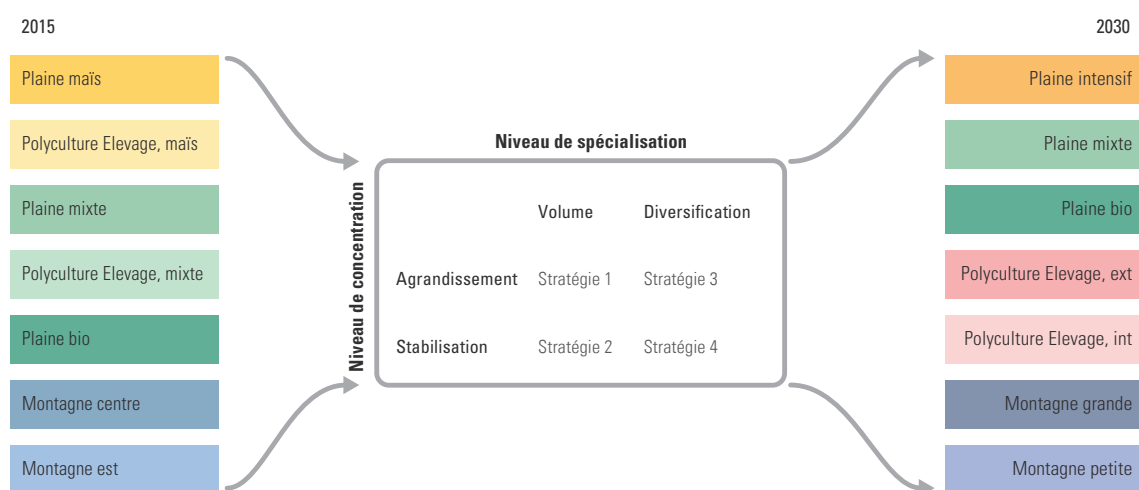 2015
2030
Plaine maïs
Polyculture Elevage, maïs
Plaine mixte
Polyculture Elevage, mixte
Plaine bio
Montagne centre
Montagne est
Niveau de spécialisation
Niveau de concentration
Volume Diversification
Agrandissement Stratégie 1 Stratégie 3
Stabilisation Stratégie 2 Stratégie 4
Plaine intensif
Plaine mixte
Plaine bio
Polyculture Elevage, ext
Polyculture Elevage, int
Montagne grande
Montagne petite